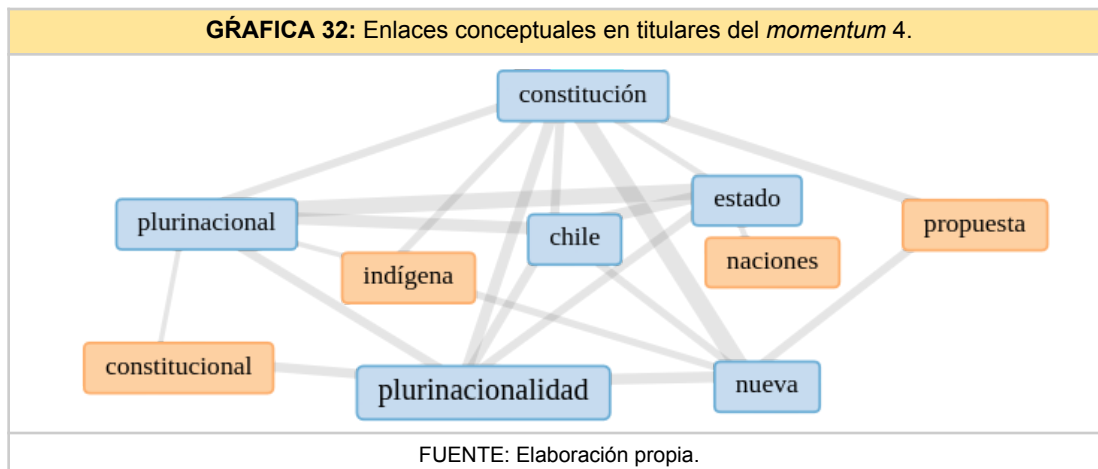 GŔAFICA 32: Enlaces conceptuales en titulares del momentum 4.
constitución
plurinacional
estado
chile
propuesta
indígena
naciones
constitucional
plurinacionalidad
nueva
FUENTE: Elaboración propia.